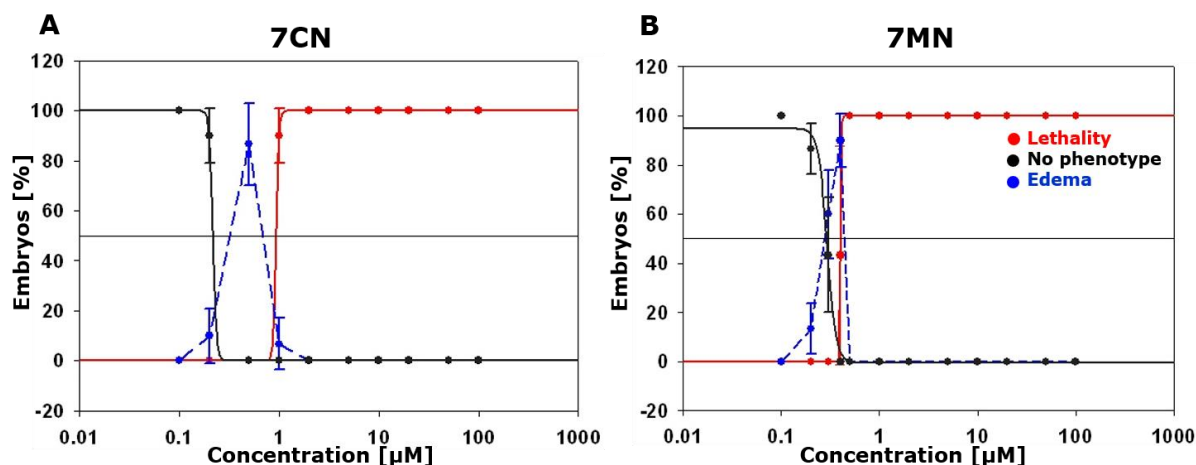 A
7CN
120
100
80
60
40
20
0
-20
Embryos [%]
0.01 0.1 1 10 100 1000
Concentration [µM]
B
7MN
120
100
80
60
40
20
0
-20
Embryos [%]
Lethality
No phenotype
Edema
0.01 0.1 1 10 100 1000
Concentration [µM]